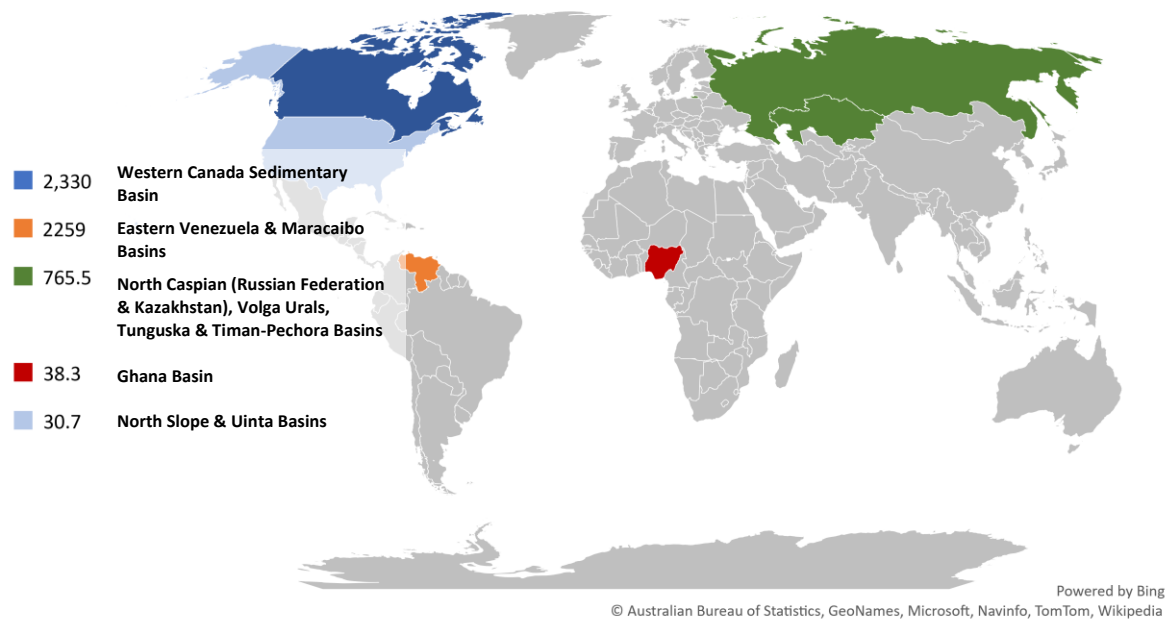 2,330 Western Canada Sedimentary
Basin
2259 Eastern Venezuela & Maracaibo
Basins
765.5 North Caspian (Russian Federation
& Kazakhstan), Volga Urals,
Tunguska & Timan-Pechora Basins
38.3 Ghana Basin
30.7 North Slope & Uinta Basins
Powered by Bing
© Australian Bureau of Statistics, GeoNames, Microsoft, Navinfo, TomTom, Wikipedia